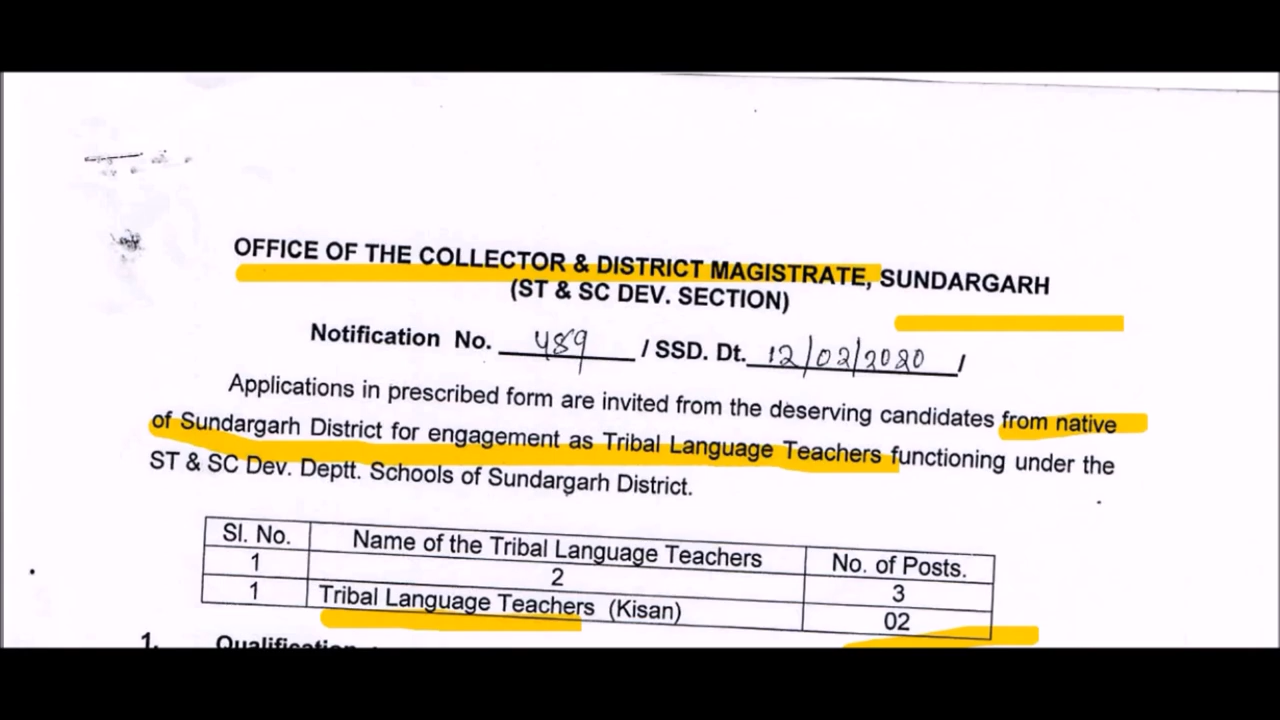 OFFICE OF THE COLLECTOR & DISTRICT MAGISTRATE, SUNDARGARH
(ST & SC DEV. SECTION)
Notification No. 489 / SSD. Dt. 12/02/2020 /
Applications in prescribed form are invited from the deserving candidates from native
of Sundargarh District for engagement as Tribal Language Teachers functioning under the
ST & SC Dev. Deptt. Schools of Sundargarh District.
Sl. No. Name of the Tribal Language Teachers No. of Posts.
1 2 3
1 Tribal Language Teachers (Kisan) 02
1. Qualification